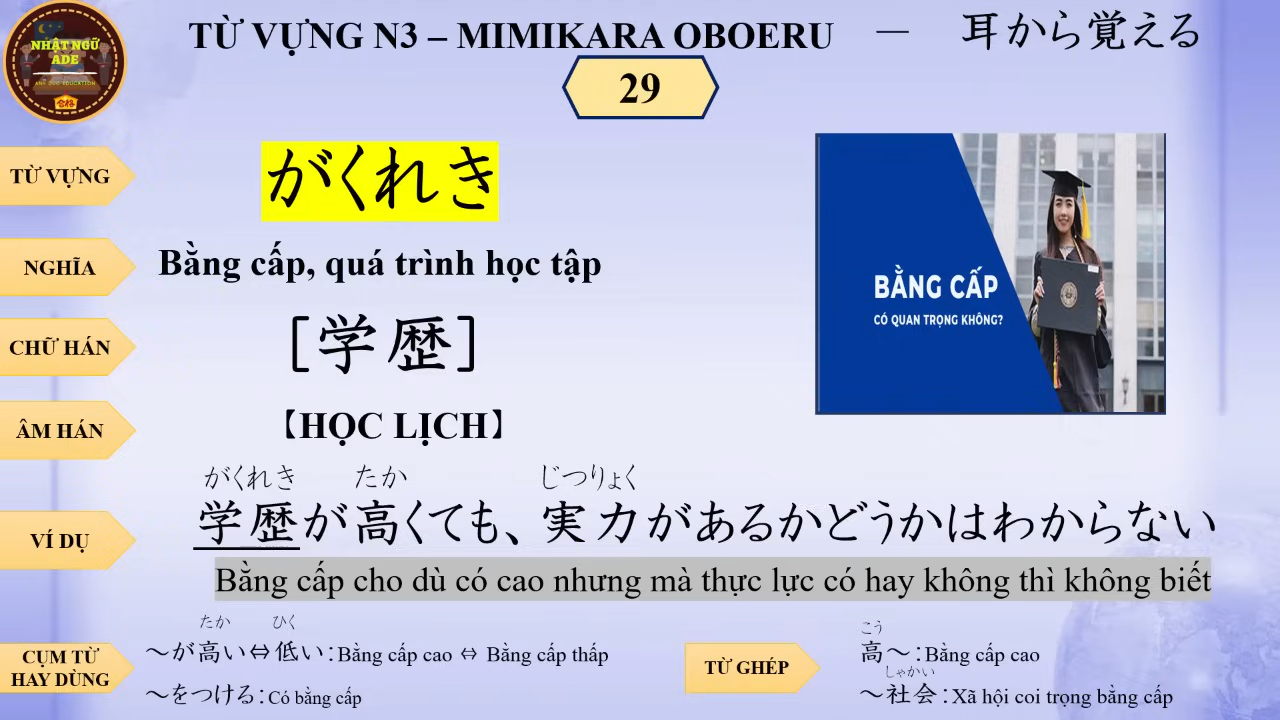 NHẬT NGỮ
ADE
ANH DUC EDUCATION
合格
TỪ VỰNG N3 – MIMIKARA OBOERU — 耳から覚える
29
TỪ VỰNG
がくれき
NGHĨA
Bằng cấp, quá trình học tập
CHỮ HÁN
[学歴]
ÂM HÁN
【HỌC LỊCH】
BẰNG CẤP
CÓ QUAN TRỌNG KHÔNG?
VÍ DỤ
がくれき たか じつりょく
学歴が高くても、実力があるかどうかはわからない
Bằng cấp cho dù có cao nhưng mà thực lực có hay không thì không biết
CỤM TỪ
HAY DÙNG
たか ひく
～が高い⇔低い：Bằng cấp cao ⇔ Bằng cấp thấp
～をつける：Có bằng cấp
TỪ GHÉP
こう
高～：Bằng cấp cao
しゃかい
～社会：Xã hội coi trọng bằng cấp